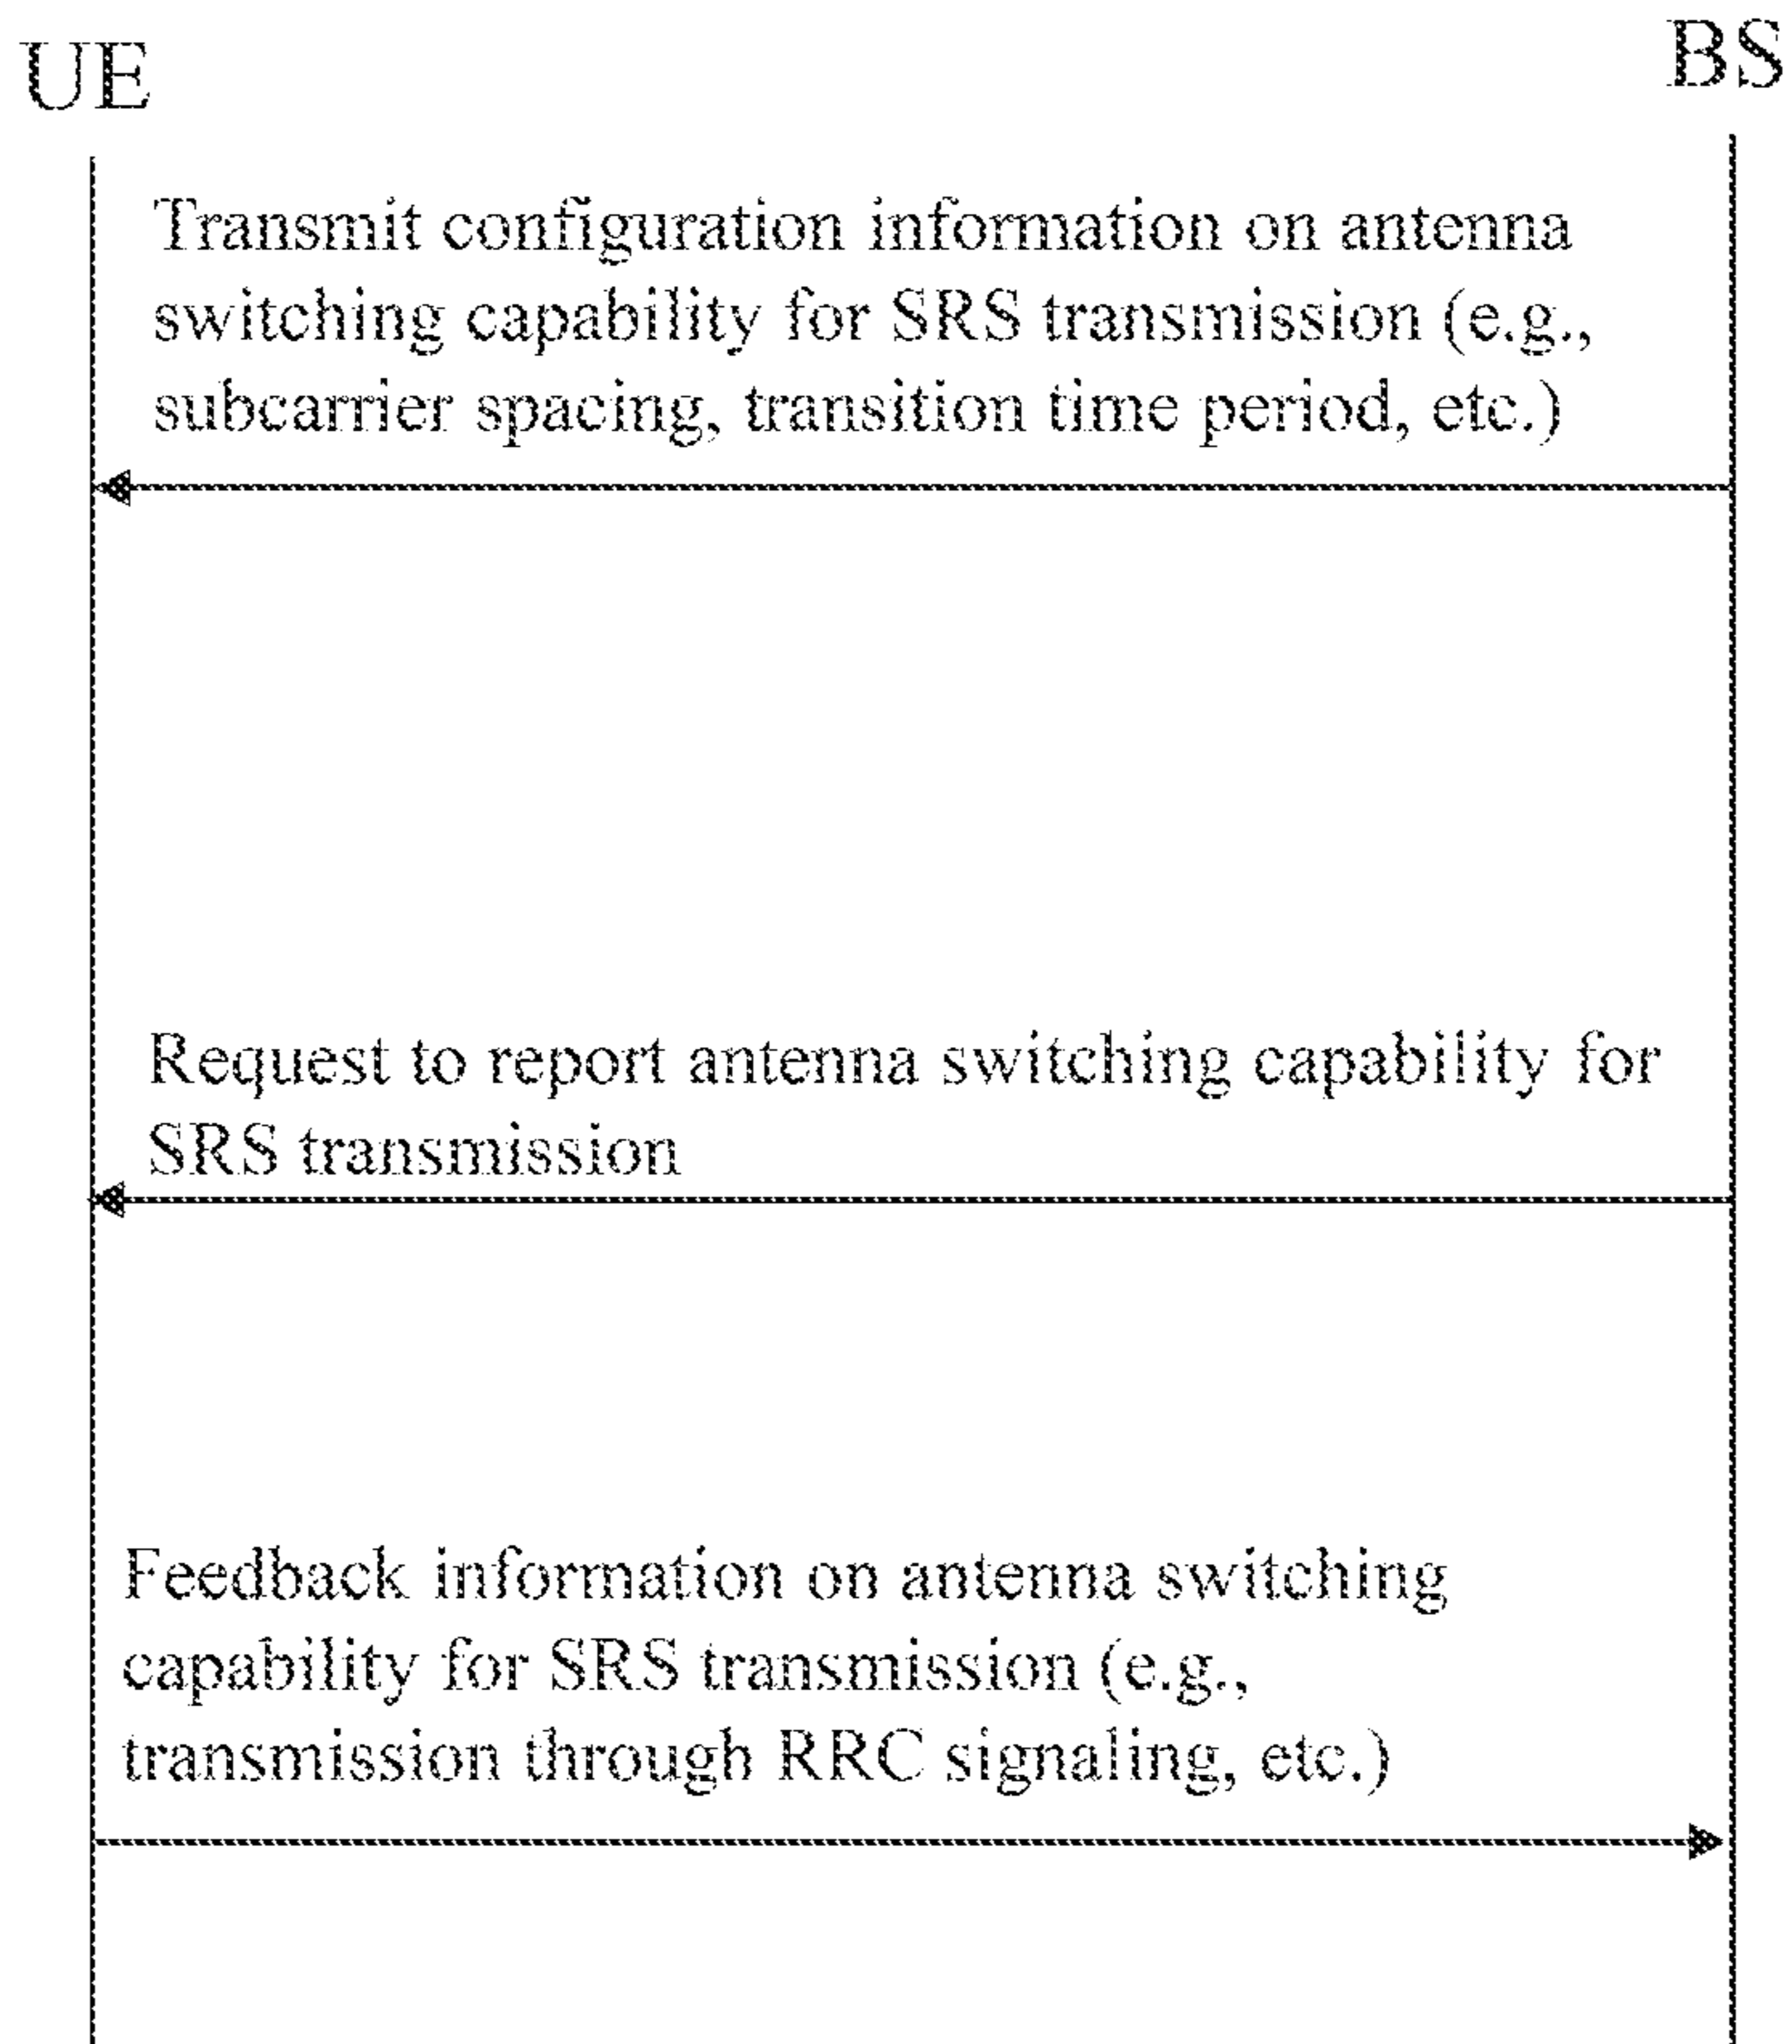 UE
BS
Transmit configuration information on antenna
switching capability for SRS transmission (e.g.,
subcarrier spacing, transition time period, etc.)
Request to report antenna switching capability for
SRS transmission
Feedback information on antenna switching
capability for SRS transmission (e.g.,
transmission through RRC signaling, etc.)